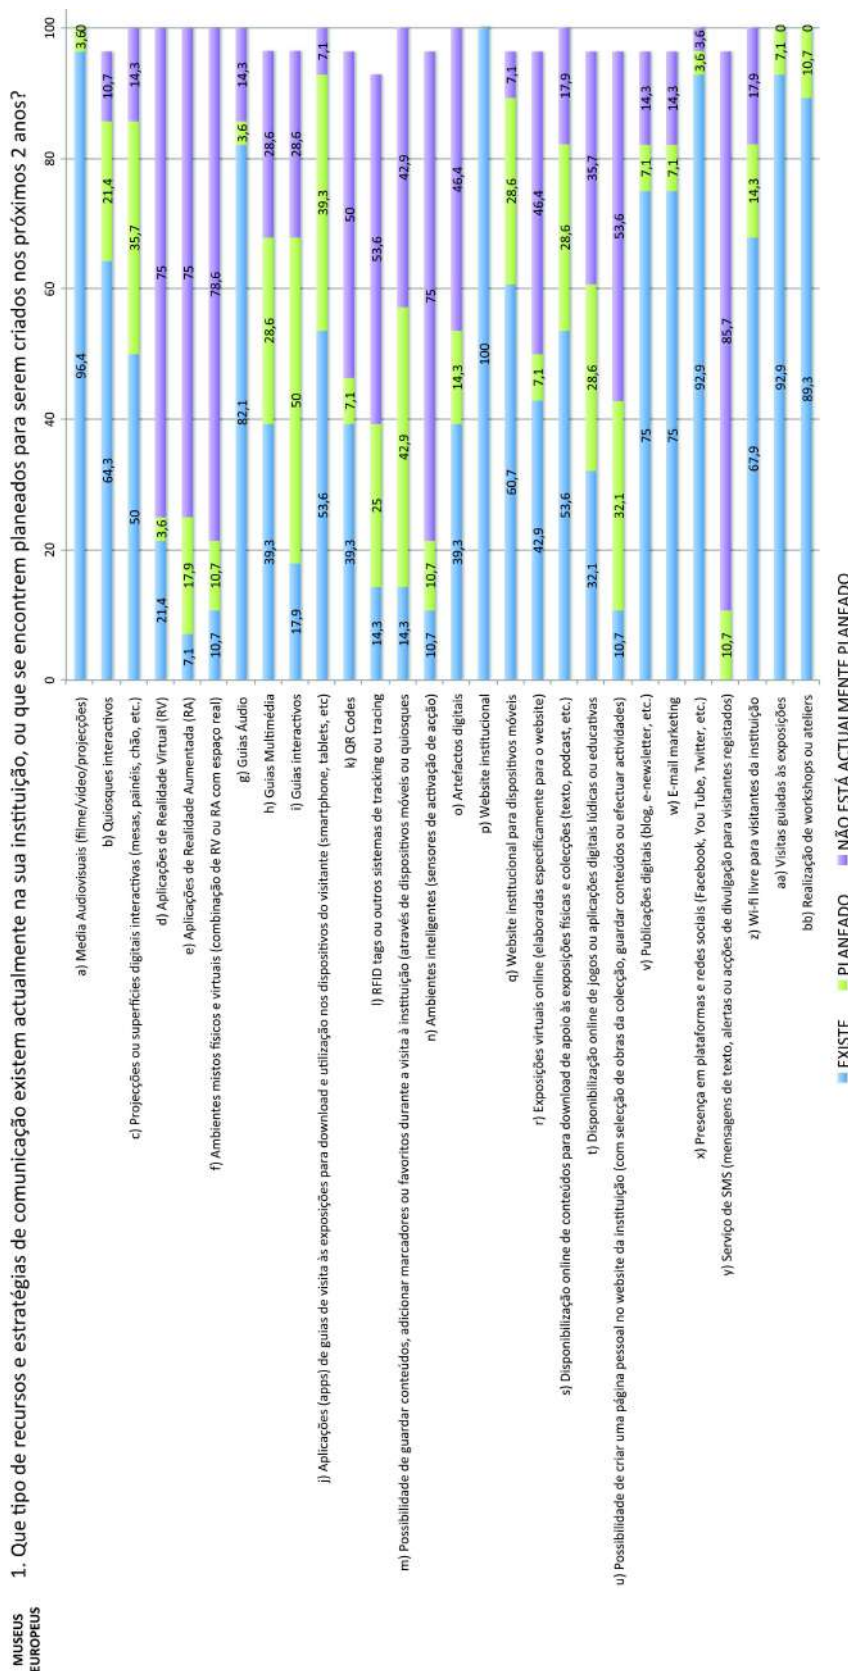 MUSEUS
EUROPEUS
1. Que tipo de recursos e estratégias de comunicação existem actualmente na sua instituição, ou que se encontrem planeados para serem criados nos próximos 2 anos?
0 20 40 60 80 100
a) Media Audiovisuais (filme/vídeo/projecções) 96,4 3,6 0
b) Quiosques interactivos 64,3 21,4 10,7
c) Projecções ou superfícies digitais interactivas (mesas, painéis, chão, etc.) 50 35,7 14,3
d) Aplicações de Realidade Virtual (RV) 21,4 3,6 75
e) Aplicações de Realidade Aumentada (RA) 7,1 17,9 75
f) Ambientes mistos físicos e virtuais (combinação de RV ou RA com espaço real) 10,7 10,7 78,6
g) Guias Áudio 82,1 3,6 14,3
h) Guias Multimédia 39,3 28,6 28,6
i) Guias interactivos 17,9 50 28,6
j) Aplicações (apps) de guias de visita às exposições para download e utilização nos dispositivos do visitante (smartphone, tablets, etc) 53,6 39,3 7,1
k) QR Codes 39,3 7,1 50
l) RFID tags ou outros sistemas de tracking ou tracing 14,3 25 53,6
m) Possibilidade de guardar conteúdos, adicionar marcadores ou favoritos durante a visita à instituição (através de dispositivos móveis ou quiosques 14,3 42,9 42,9
n) Ambientes inteligentes (sensores de activação de acção) 10,7 10,7 75
o) Artefactos digitais 39,3 14,3 46,4
p) Website institucional 100
q) Website institucional para dispositivos móveis 60,7 28,6 7,1
r) Exposições virtuais online (elaboradas especificamente para o website) 42,9 7,1 46,4
s) Disponibilização online de conteúdos para download de apoio às exposições físicas e colecções (texto, podcast, etc.) 53,6 28,6 17,9
t) Disponibilização online de jogos ou aplicações digitais lúdicas ou educativas 32,1 28,6 35,7
u) Possibilidade de criar uma página pessoal no website da instituição (com selecção de obras da colecção, guardar conteúdos ou efectuar actividades) 10,7 32,1 53,6
v) Publicações digitais (blog, e-newsletter, etc.) 75 7,1 14,3
w) E-mail marketing 75 7,1 14,3
x) Presença em plataformas e redes sociais (Facebook, You Tube, Twitter, etc.) 92,9 3,6 3,6
y) Serviço de SMS (mensagens de texto, alertas ou acções de divulgação para visitantes registados) 10,7 85,7
z) Wi-fi livre para visitantes da instituição 67,9 14,3 17,9
aa) Visitas guiadas às exposições 92,9 7,1 0
bb) Realização de workshops ou ateliers 89,3 10,7 0
EXISTE PLANEADO NÃO ESTÁ ACTUALMENTE PLANEADO